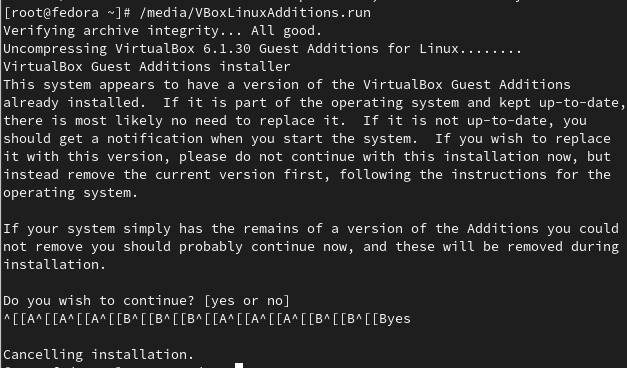 [root@fedora ~]# /media/VBoxLinuxAdditions.run
Verifying archive integrity... All good.
Uncompressing VirtualBox 6.1.30 Guest Additions for Linux........
VirtualBox Guest Additions installer
This system appears to have a version of the VirtualBox Guest Additions
already installed.  If it is part of the operating system and kept up-to-date,
there is most likely no need to replace it.  If it is not up-to-date, you
should get a notification when you start the system.  If you wish to replace
it with this version, please do not continue with this installation now, but
instead remove the current version first, following the instructions for the
operating system.

If your system simply has the remains of a version of the Additions you could
not remove you should probably continue now, and these will be removed during
installation.

Do you wish to continue? [yes or no]
^[[A^[[A^[[A^[[B^[[B^[[B^[[A^[[A^[[A^[[B^[[B^[[Byes

Cancelling installation.